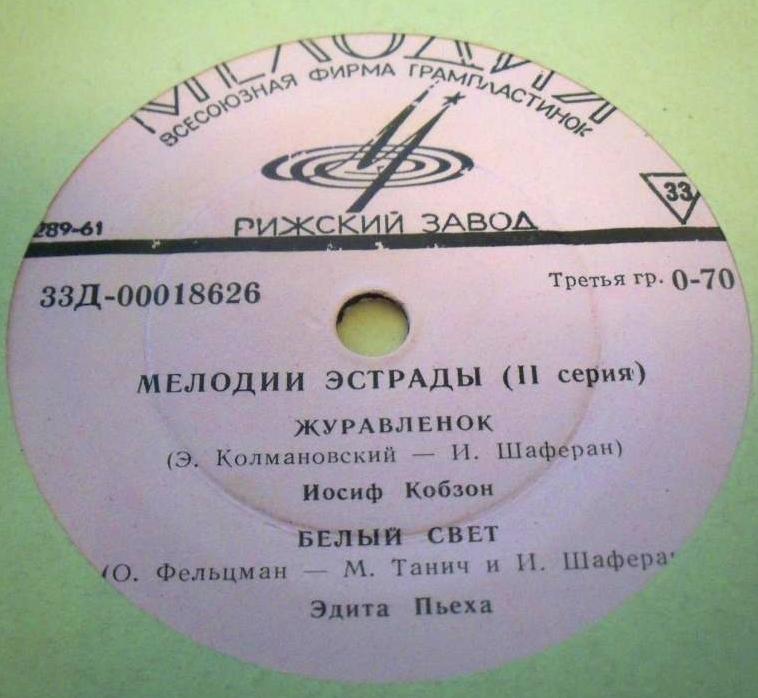 МЕЛОДИЯ
ВСЕСОЮЗНАЯ ФИРМА ГРАМПЛАСТИНОК
33
РИЖСКИЙ ЗАВОД
289-61
33Д-00018626
Третья гр. 0-70
МЕЛОДИИ ЭСТРАДЫ (II серия)
ЖУРАВЛЕНОК
(Э. Колмановский — И. Шаферан)
Иосиф Кобзон
БЕЛЫЙ СВЕТ
(О. Фельцман — М. Танич и И. Шафера
Эдита Пьеха